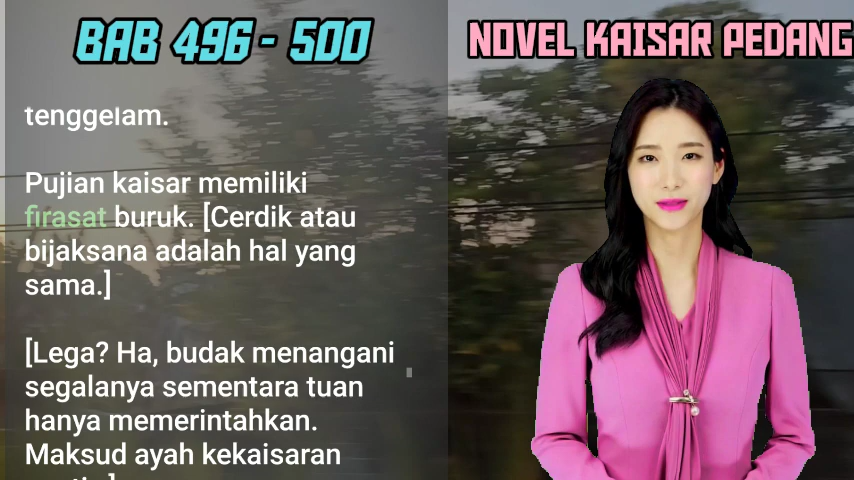 BAB 496 - 500
NOVEL KAISAR PEDANG
tenggelam.
Pujian kaisar memiliki
firasat buruk. [Cerdik atau
bijaksana adalah hal yang
sama.]
[Lega? Ha, budak menangani
segalanya sementara tuan
hanya memerintahkan.
Maksud ayah kekaisaran